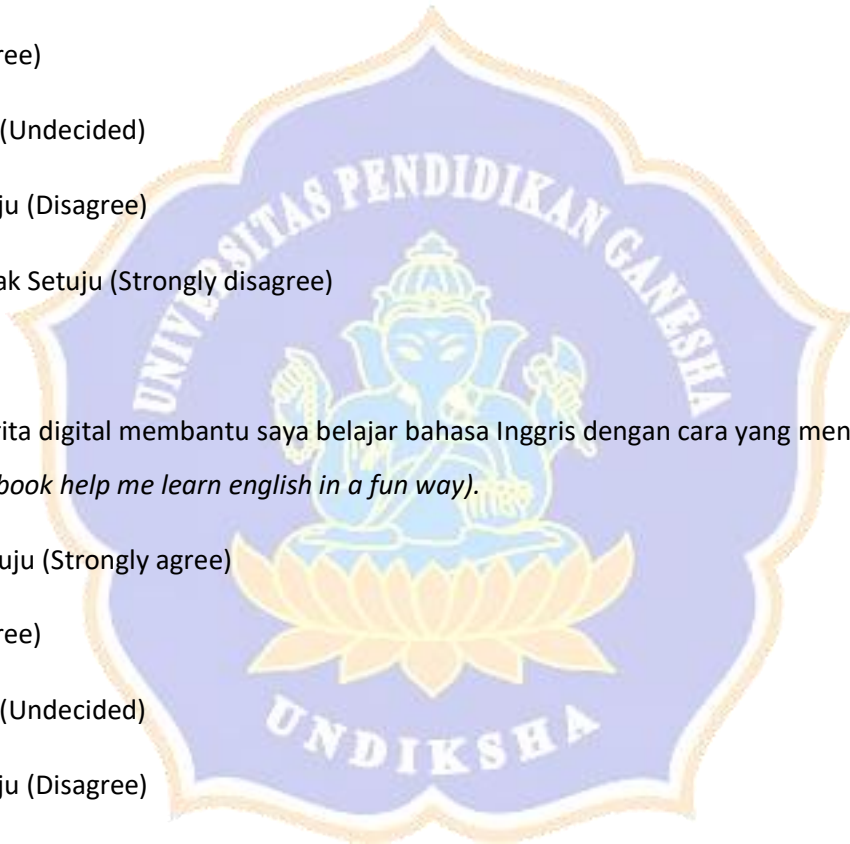 ree)
(Undecided)
ju (Disagree)
ak Setuju (Strongly disagree)
UNIVERSITAS PENDIDIKAN GANESHA
rita digital membantu saya belajar bahasa Inggris dengan cara yang men
book help me learn english in a fun way).
uju (Strongly agree)
ree)
(Undecided)
UNDIKSHA
ju (Disagree)